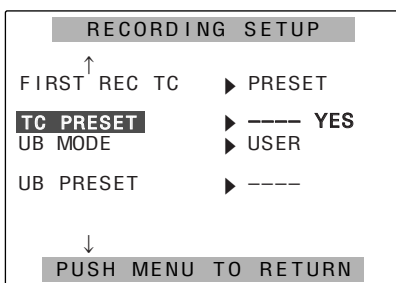 RECORDING SETUP
↑
FIRST REC TC ▶ PRESET
TC PRESET ▶ ---- YES
UB MODE ▶ USER
UB PRESET ▶ ----
↓
PUSH MENU TO RETURN